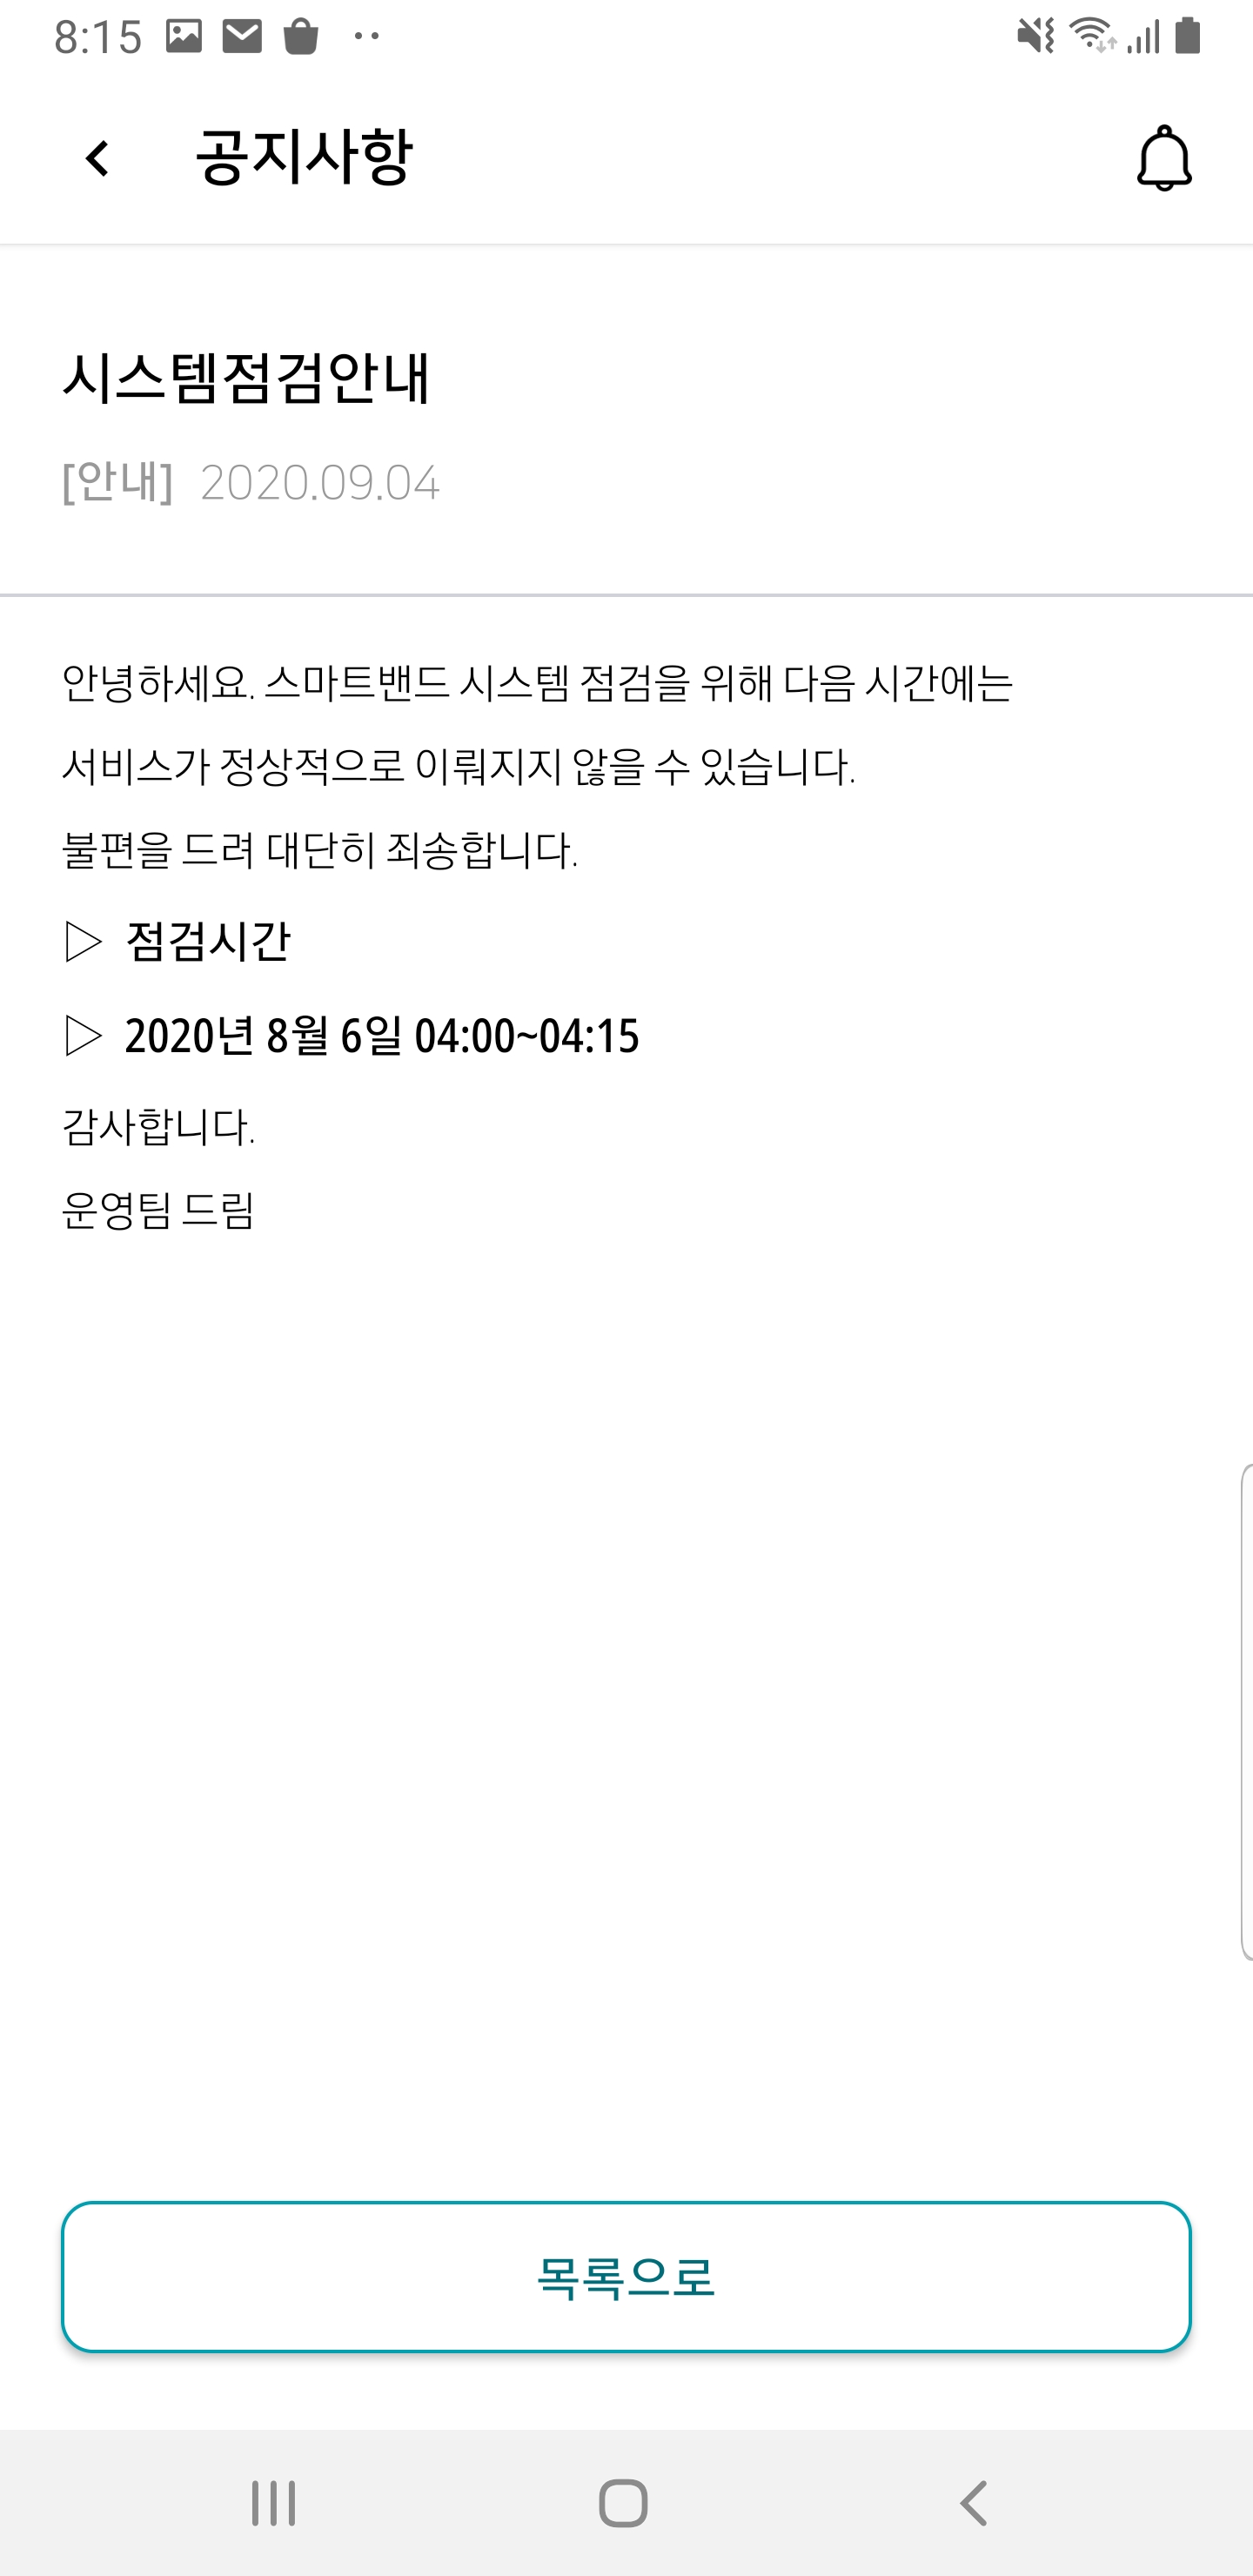 8:15
공지사항
시스템점검안내
[안내] 2020.09.04
안녕하세요. 스마트밴드 시스템 점검을 위해 다음 시간에는
서비스가 정상적으로 이뤄지지 않을 수 있습니다.
불편을 드려 대단히 죄송합니다.
▷ 점검시간
▷ 2020년 8월 6일 04:00~04:15
감사합니다.
운영팀 드림
목록으로